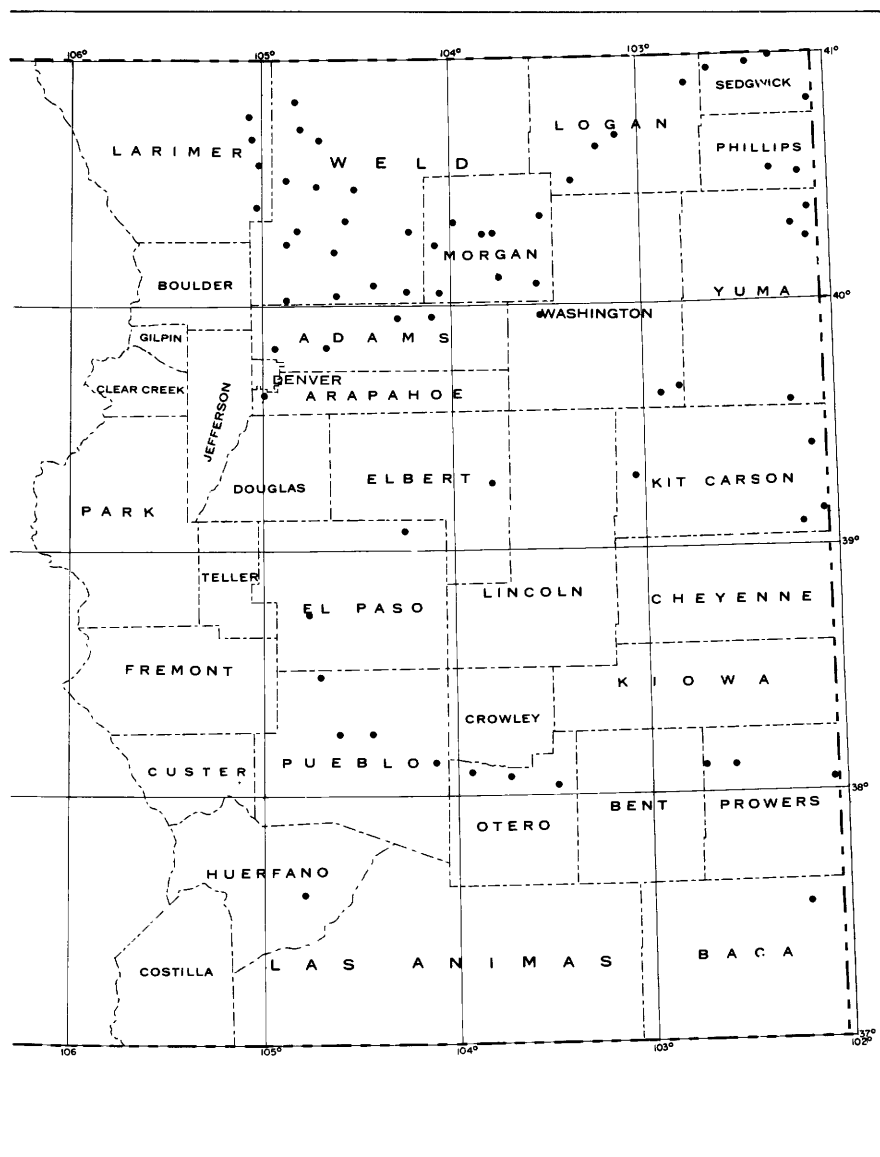 106° 105° 104° 103° 41°
SEDGWICK
LOGAN
LARIMER WELD PHILLIPS
MORGAN
BOULDER YUMA
40°
WASHINGTON
GILPIN ADAMS
DENVER
CLEAR CREEK ARAPAHOE
JEFFERSON
ELBERT KIT CARSON
DOUGLAS
PARK
39°
TELLER
LINCOLN CHEYENNE
EL PASO
FREMONT KIOWA
CROWLEY
CUSTER PUEBLO
38°
BENT PROWERS
OTERO
HUERFANO
BACA
COSTILLA LAS ANIMAS
37°
106 105° 104° 103° 102°